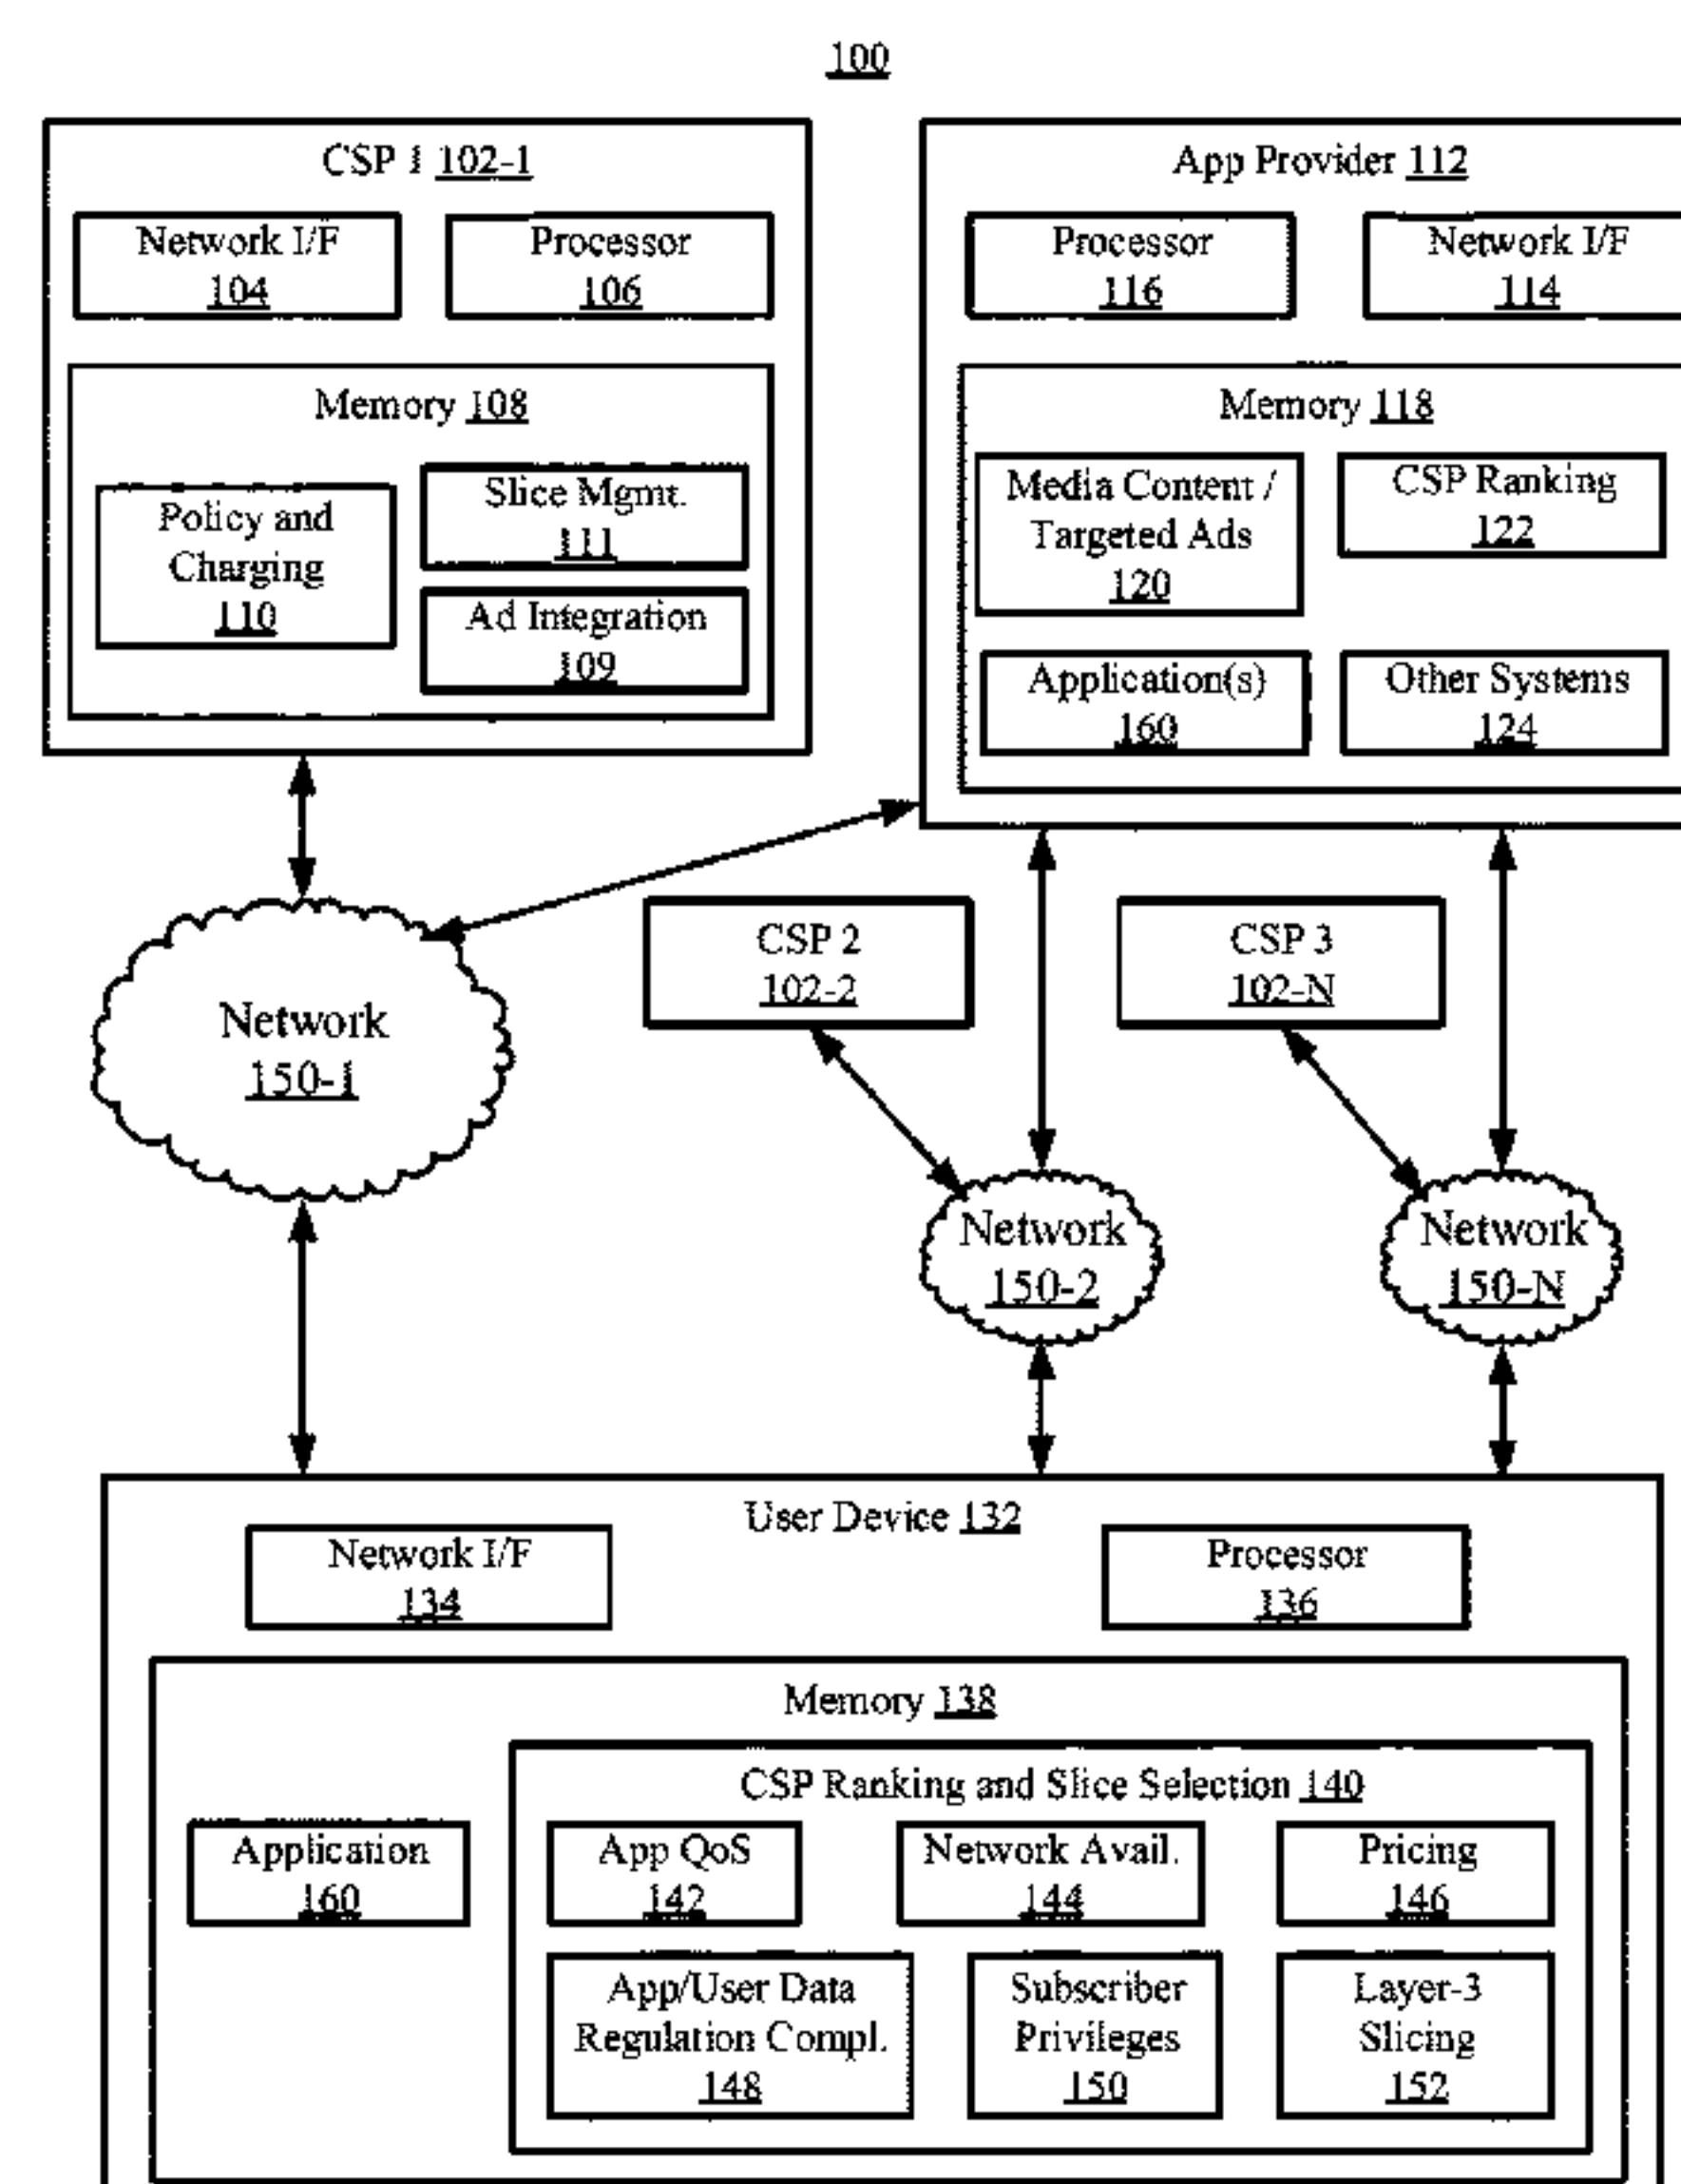 100
CSP 1 102-1
Network I/F
104
Processor
106
Memory 108
Policy and
Charging
110
Slice Mgmt.
111
Ad Integration
109
App Provider 112
Processor
116
Network I/F
114
Memory 118
Media Content /
Targeted Ads
120
CSP Ranking
122
Application(s)
160
Other Systems
124
Network
150-1
CSP 2
102-2
CSP 3
102-N
Network
150-2
Network
150-N
User Device 132
Network I/F
134
Processor
136
Memory 138
Application
160
CSP Ranking and Slice Selection 140
App QoS
142
Network Avail.
144
Pricing
146
App/User Data
Regulation Compl.
148
Subscriber
Privileges
150
Layer-3
Slicing
152